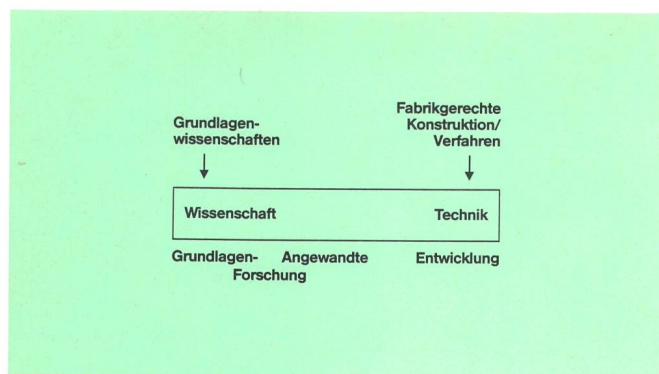 Grundlagen-
wissenschaften
Fabrikgerechte
Konstruktion/
Verfahren
Wissenschaft Technik
Grundlagen- Angewandte Entwicklung
Forschung